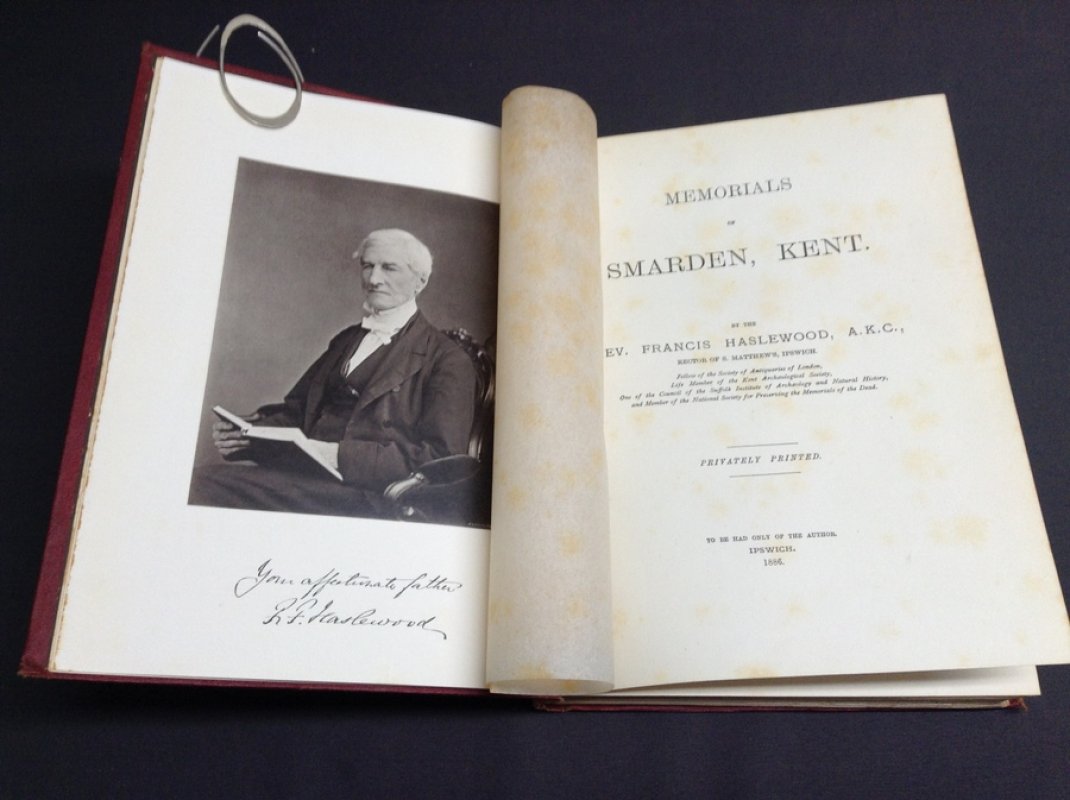 Your affectionate father
F. F. Haslewood
MEMORIALS
OF
SMARDEN, KENT.
BY THE
EV. FRANCIS HASLEWOOD, A.K.C.,
RECTOR OF S. MATTHEW'S, IPSWICH.
Fellow of the Society of Antiquaries of London,
Life Member of the Kent Archæological Society,
One of the Council of the Suffolk Institute of Archæology and Natural History,
and Member of the National Society for Preserving the Memorials of the Dead.
PRIVATELY PRINTED.
TO BE HAD ONLY OF THE AUTHOR.
IPSWICH.
1886.